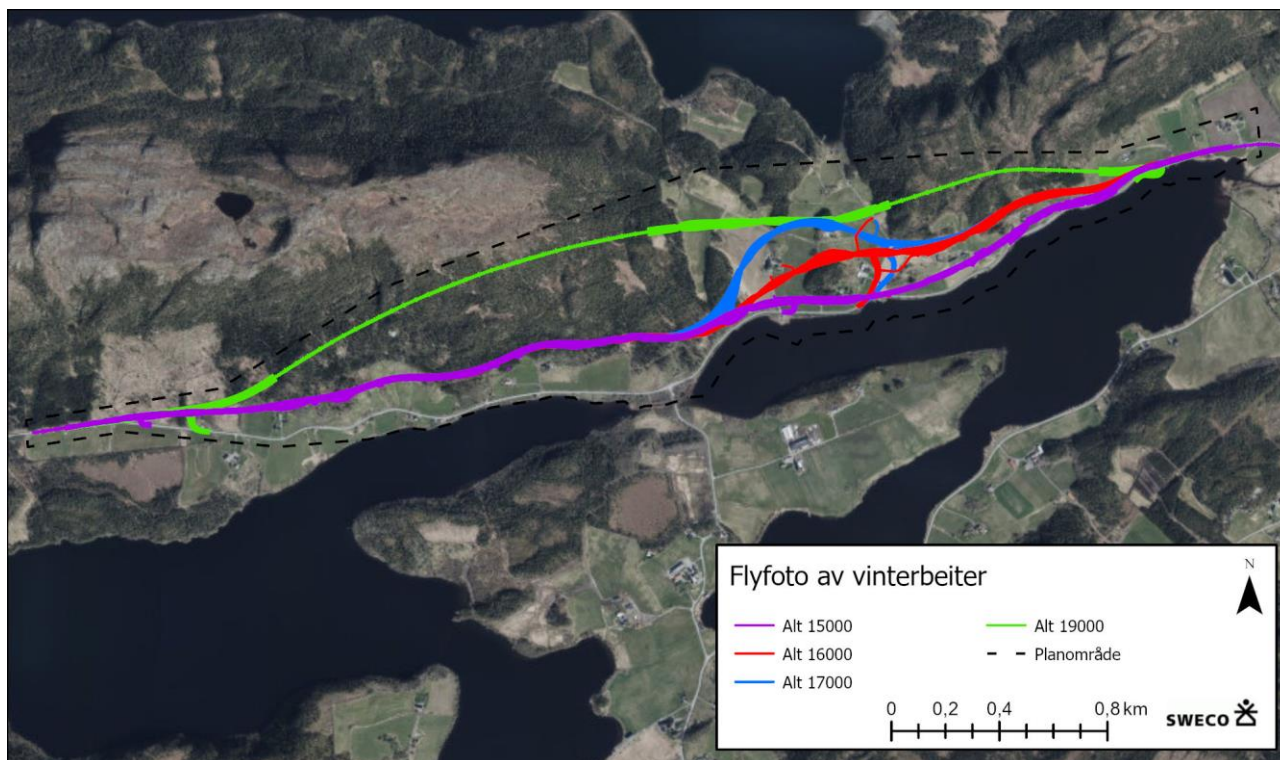 Flyfoto av vinterbeiter
N
Alt 15000
Alt 19000
Alt 16000
Planområde
Alt 17000
0 0,2 0,4 0,8 km
SWECO